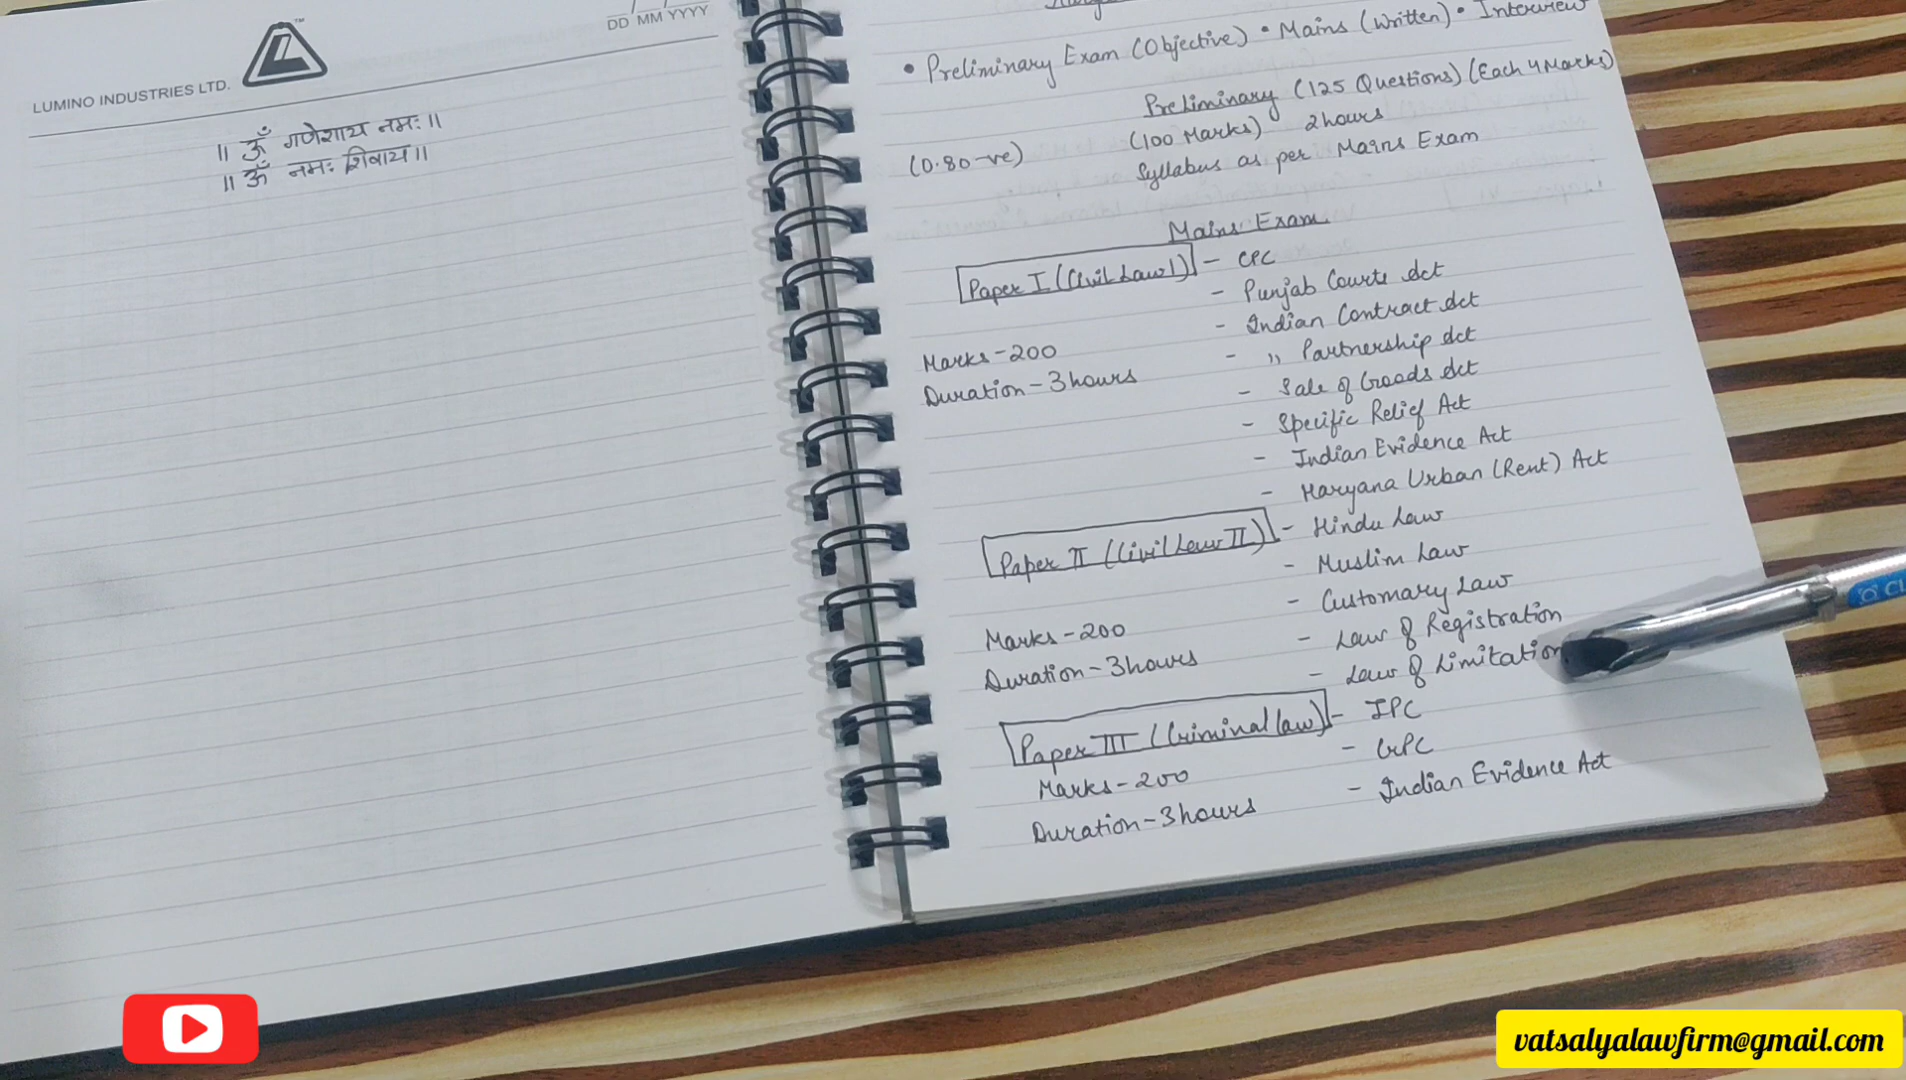 LUMINO INDUSTRIES LTD.
L
TM
DD MM YYYY
॥ ॐ गणेशाय नमः ॥
॥ ॐ नमः शिवाय ॥
• Preliminary Exam (Objective) • Mains (Written) • Interview
Preliminary (125 Questions) (Each 4 Marks)
(100 Marks) 2 hours
(0.80-ve)
Syllabus as per Mains Exam
Mains Exam
Paper I (Civil Law I) - CPC
- Punjab Courts Act
- Indian Contract Act
Marks - 200 - " Partnership Act
Duration - 3 hours - Sale of Goods Act
- Specific Relief Act
- Indian Evidence Act
- Haryana Urban (Rent) Act
Paper II (Civil Law II) - Hindu Law
- Muslim Law
- Customary Law
Marks - 200 - Law of Registration
Duration - 3 hours - Law of Limitation
Paper III (Criminal Law) - IPC
Marks - 200 - CrPC
Duration - 3 hours - Indian Evidence Act
CL
vatsalyalawfirm@gmail.com